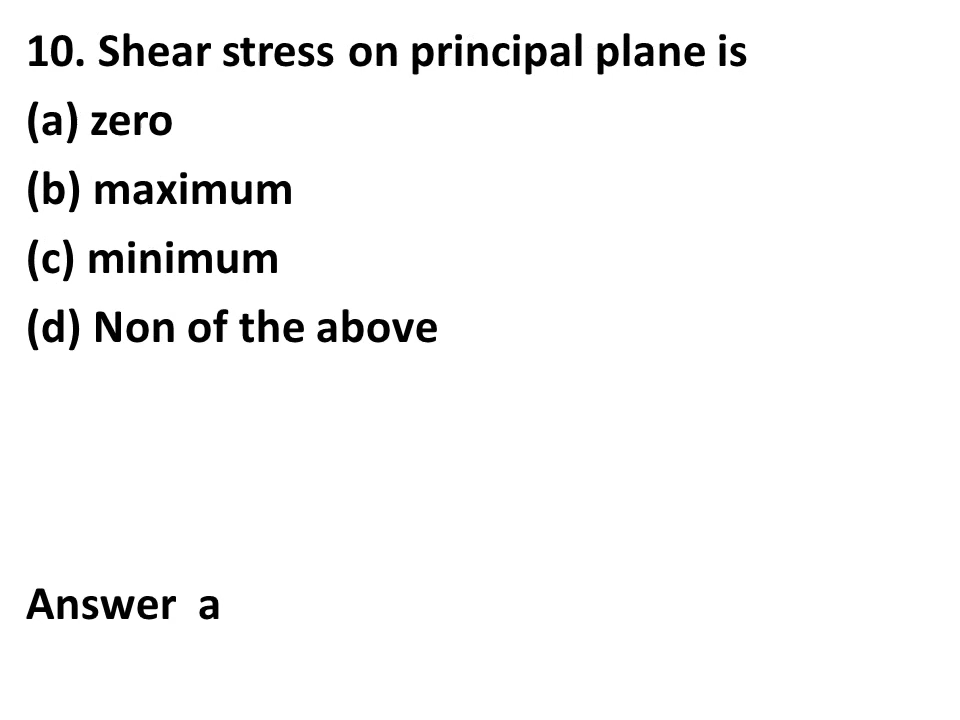 10. Shear stress on principal plane is
(a) zero
(b) maximum
(c) minimum
(d) Non of the above
Answer  a